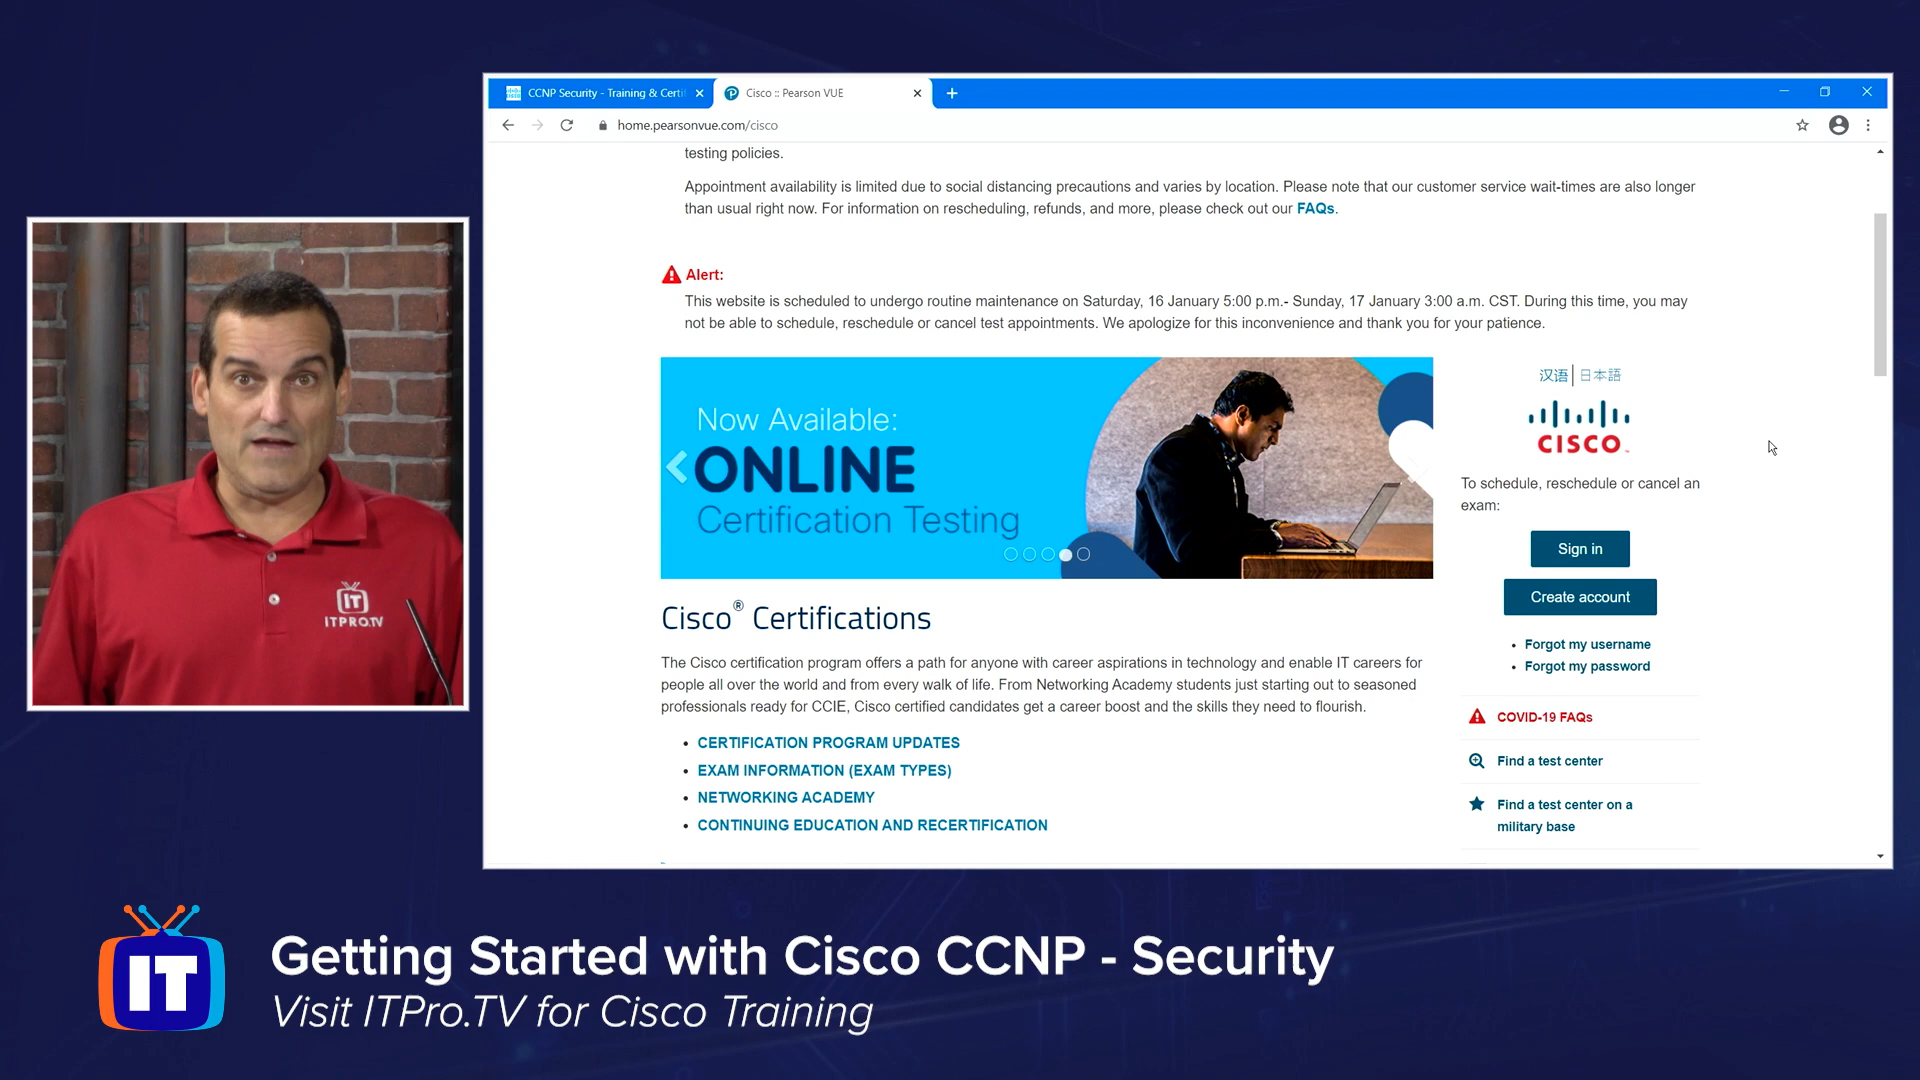 CCNP Security - Training & Certif
Cisco :: Pearson VUE
home.pearsonvue.com/cisco
testing policies.
Appointment availability is limited due to social distancing precautions and varies by location. Please note that our customer service wait-times are also longer
than usual right now. For information on rescheduling, refunds, and more, please check out our FAQs.
Alert:
This website is scheduled to undergo routine maintenance on Saturday, 16 January 5:00 p.m.- Sunday, 17 January 3:00 a.m. CST. During this time, you may
not be able to schedule, reschedule or cancel test appointments. We apologize for this inconvenience and thank you for your patience.
Now Available:
ONLINE
Certification Testing
汉语 | 日本語
CISCO
To schedule, reschedule or cancel an
exam:
Sign in
Create account
• Forgot my username
• Forgot my password
COVID-19 FAQs
Find a test center
Find a test center on a
military base
Cisco® Certifications
The Cisco certification program offers a path for anyone with career aspirations in technology and enable IT careers for
people all over the world and from every walk of life. From Networking Academy students just starting out to seasoned
professionals ready for CCIE, Cisco certified candidates get a career boost and the skills they need to flourish.
• CERTIFICATION PROGRAM UPDATES
• EXAM INFORMATION (EXAM TYPES)
• NETWORKING ACADEMY
• CONTINUING EDUCATION AND RECERTIFICATION
IT
ITPRO.TV
IT
Getting Started with Cisco CCNP - Security
Visit ITPro.TV for Cisco Training